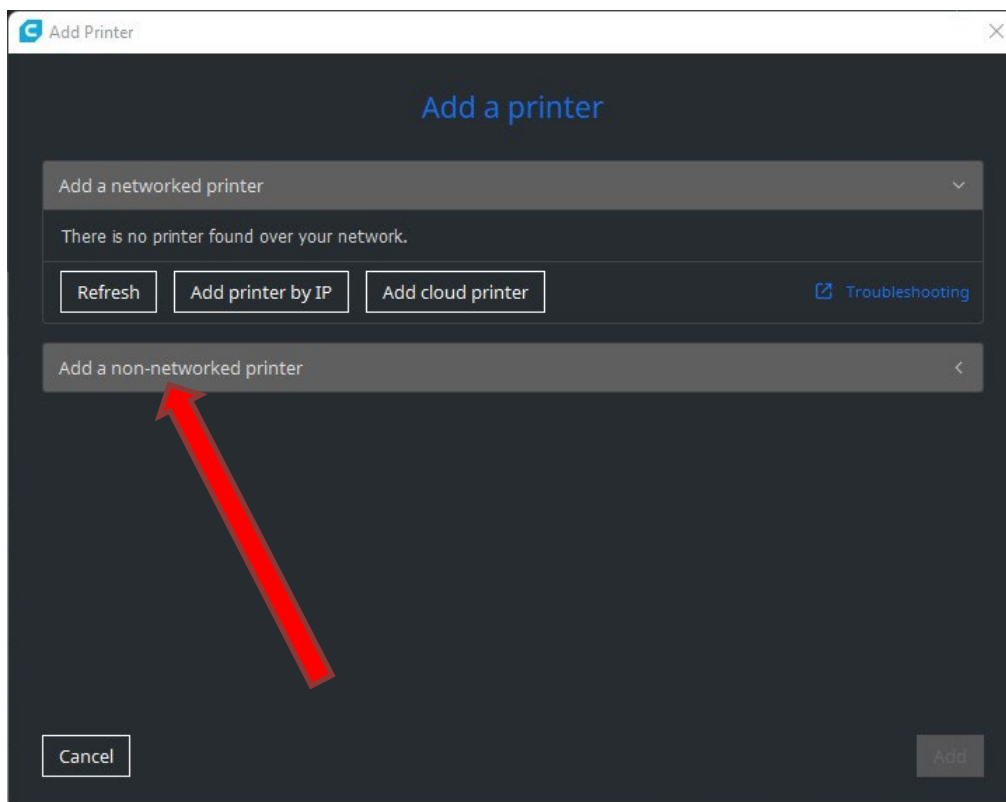 Add Printer
Add a printer
Add a networked printer
There is no printer found over your network.
Refresh Add printer by IP Add cloud printer Troubleshooting
Add a non-networked printer
Cancel Add